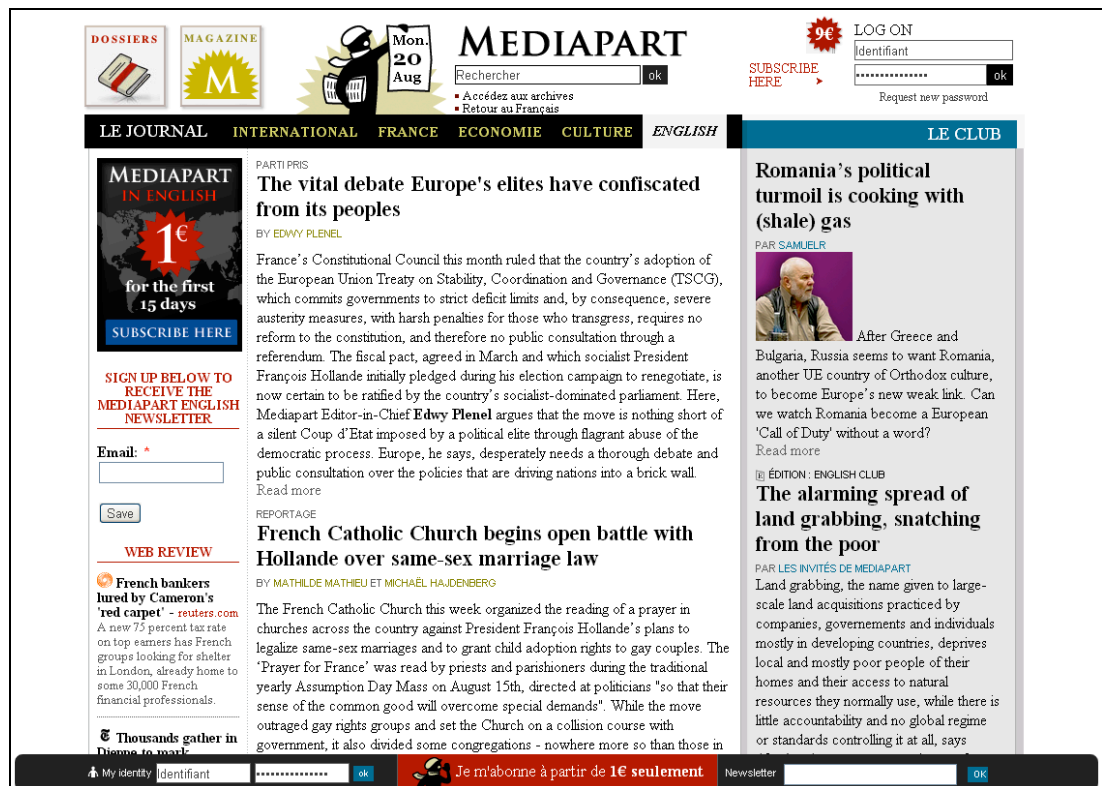 DOSSIERS
MAGAZINE
M
Mon.
20
Aug
MEDIAPART
Rechercher
ok
Accédez aux archives
Retour au Français
9€
SUBSCRIBE
HERE
LOG ON
Identifiant
•••••••••••••••
ok
Request new password
LE JOURNAL
INTERNATIONAL
FRANCE
ECONOMIE
CULTURE
ENGLISH
LE CLUB
MEDIAPART
IN ENGLISH
1€
for the first
15 days
SUBSCRIBE HERE
SIGN UP BELOW TO
RECEIVE THE
MEDIAPART ENGLISH
NEWSLETTER
Email: *
Save
WEB REVIEW
French bankers
lured by Cameron's
'red carpet' - reuters.com
A new 75 percent tax rate
on top earners has French
groups looking for shelter
in London, already home to
some 30,000 French
financial professionals.
Thousands gather in
Dieppe to mark
PARTI PRIS
The vital debate Europe's elites have confiscated
from its peoples
BY EDWY PLENEL
France's Constitutional Council this month ruled that the country's adoption of
the European Union Treaty on Stability, Coordination and Governance (TSCG),
which commits governments to strict deficit limits and, by consequence, severe
austerity measures, with harsh penalties for those who transgress, requires no
reform to the constitution, and therefore no public consultation through a
referendum. The fiscal pact, agreed in March and which socialist President
François Hollande initially pledged during his election campaign to renegotiate, is
now certain to be ratified by the country's socialist-dominated parliament. Here,
Mediapart Editor-in-Chief Edwy Plenel argues that the move is nothing short of
a silent Coup d'Etat imposed by a political elite through flagrant abuse of the
democratic process. Europe, he says, desperately needs a thorough debate and
public consultation over the policies that are driving nations into a brick wall.
Read more
REPORTAGE
French Catholic Church begins open battle with
Hollande over same-sex marriage law
BY MATHILDE MATHIEU ET MICHAËL HAJDENBERG
The French Catholic Church this week organized the reading of a prayer in
churches across the country against President François Hollande's plans to
legalize same-sex marriages and to grant child adoption rights to gay couples. The
'Prayer for France' was read by priests and parishioners during the traditional
yearly Assumption Day Mass on August 15th, directed at politicians "so that their
sense of the common good will overcome special demands". While the move
outraged gay rights groups and set the Church on a collision course with
government, it also divided some congregations - nowhere more so than those in
Romania's political
turmoil is cooking with
(shale) gas
PAR SAMUELR
After Greece and
Bulgaria, Russia seems to want Romania,
another UE country of Orthodox culture,
to become Europe's new weak link. Can
we watch Romania become a European
'Call of Duty' without a word?
Read more
ÉDITION : ENGLISH CLUB
The alarming spread of
land grabbing, snatching
from the poor
PAR LES INVITÉS DE MEDIAPART
Land grabbing, the name given to large-
scale land acquisitions practiced by
companies, governements and individuals
mostly in developing countries, deprives
local and mostly poor people of their
homes and their access to natural
resources they normally use, while there is
little accountability and no global regime
or standards controlling it at all, says
My identity
Identifiant
•••••••••••••••
ok
Je m'abonne à partir de 1€ seulement
Newsletter
OK